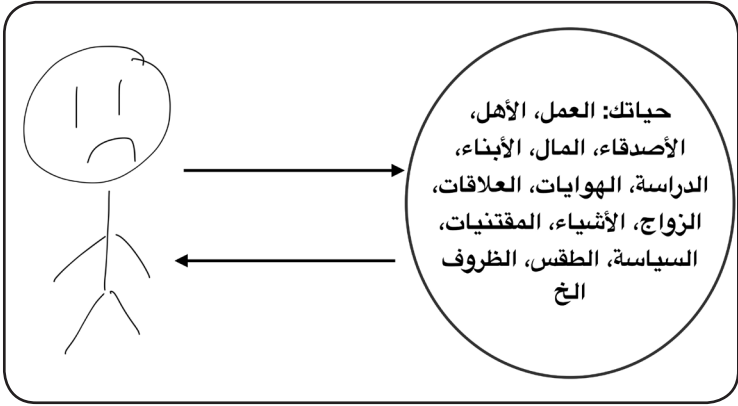 حياتك: العمل، الأهل،
الأصدقاء، المال، الأبناء،
الدراسة، الهوايات، العلاقات،
الزواج، الأشياء، المقتنيات،
السياسة، الطقس، الظروف
الخ